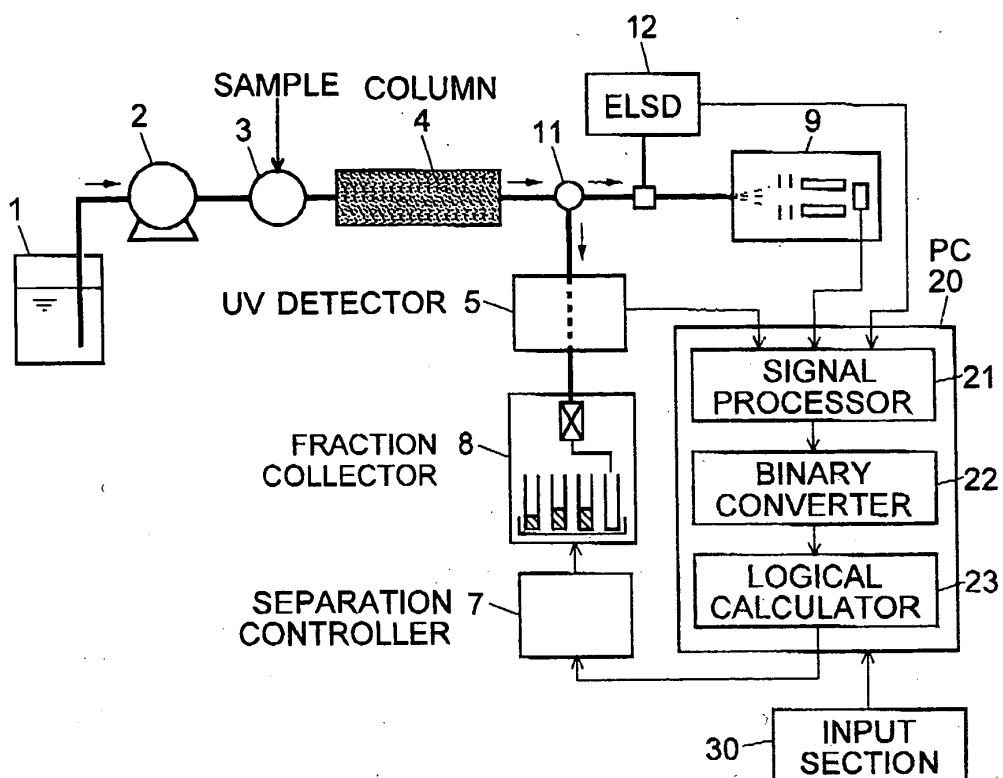 12
ELSD
SAMPLE
COLUMN
4
2
3
11
9
1
PC
20
UV DETECTOR 5
SIGNAL
PROCESSOR
21
FRACTION 8
COLLECTOR
BINARY
CONVERTER
22
LOGICAL
CALCULATOR
23
SEPARATION 7
CONTROLLER
30
INPUT
SECTION